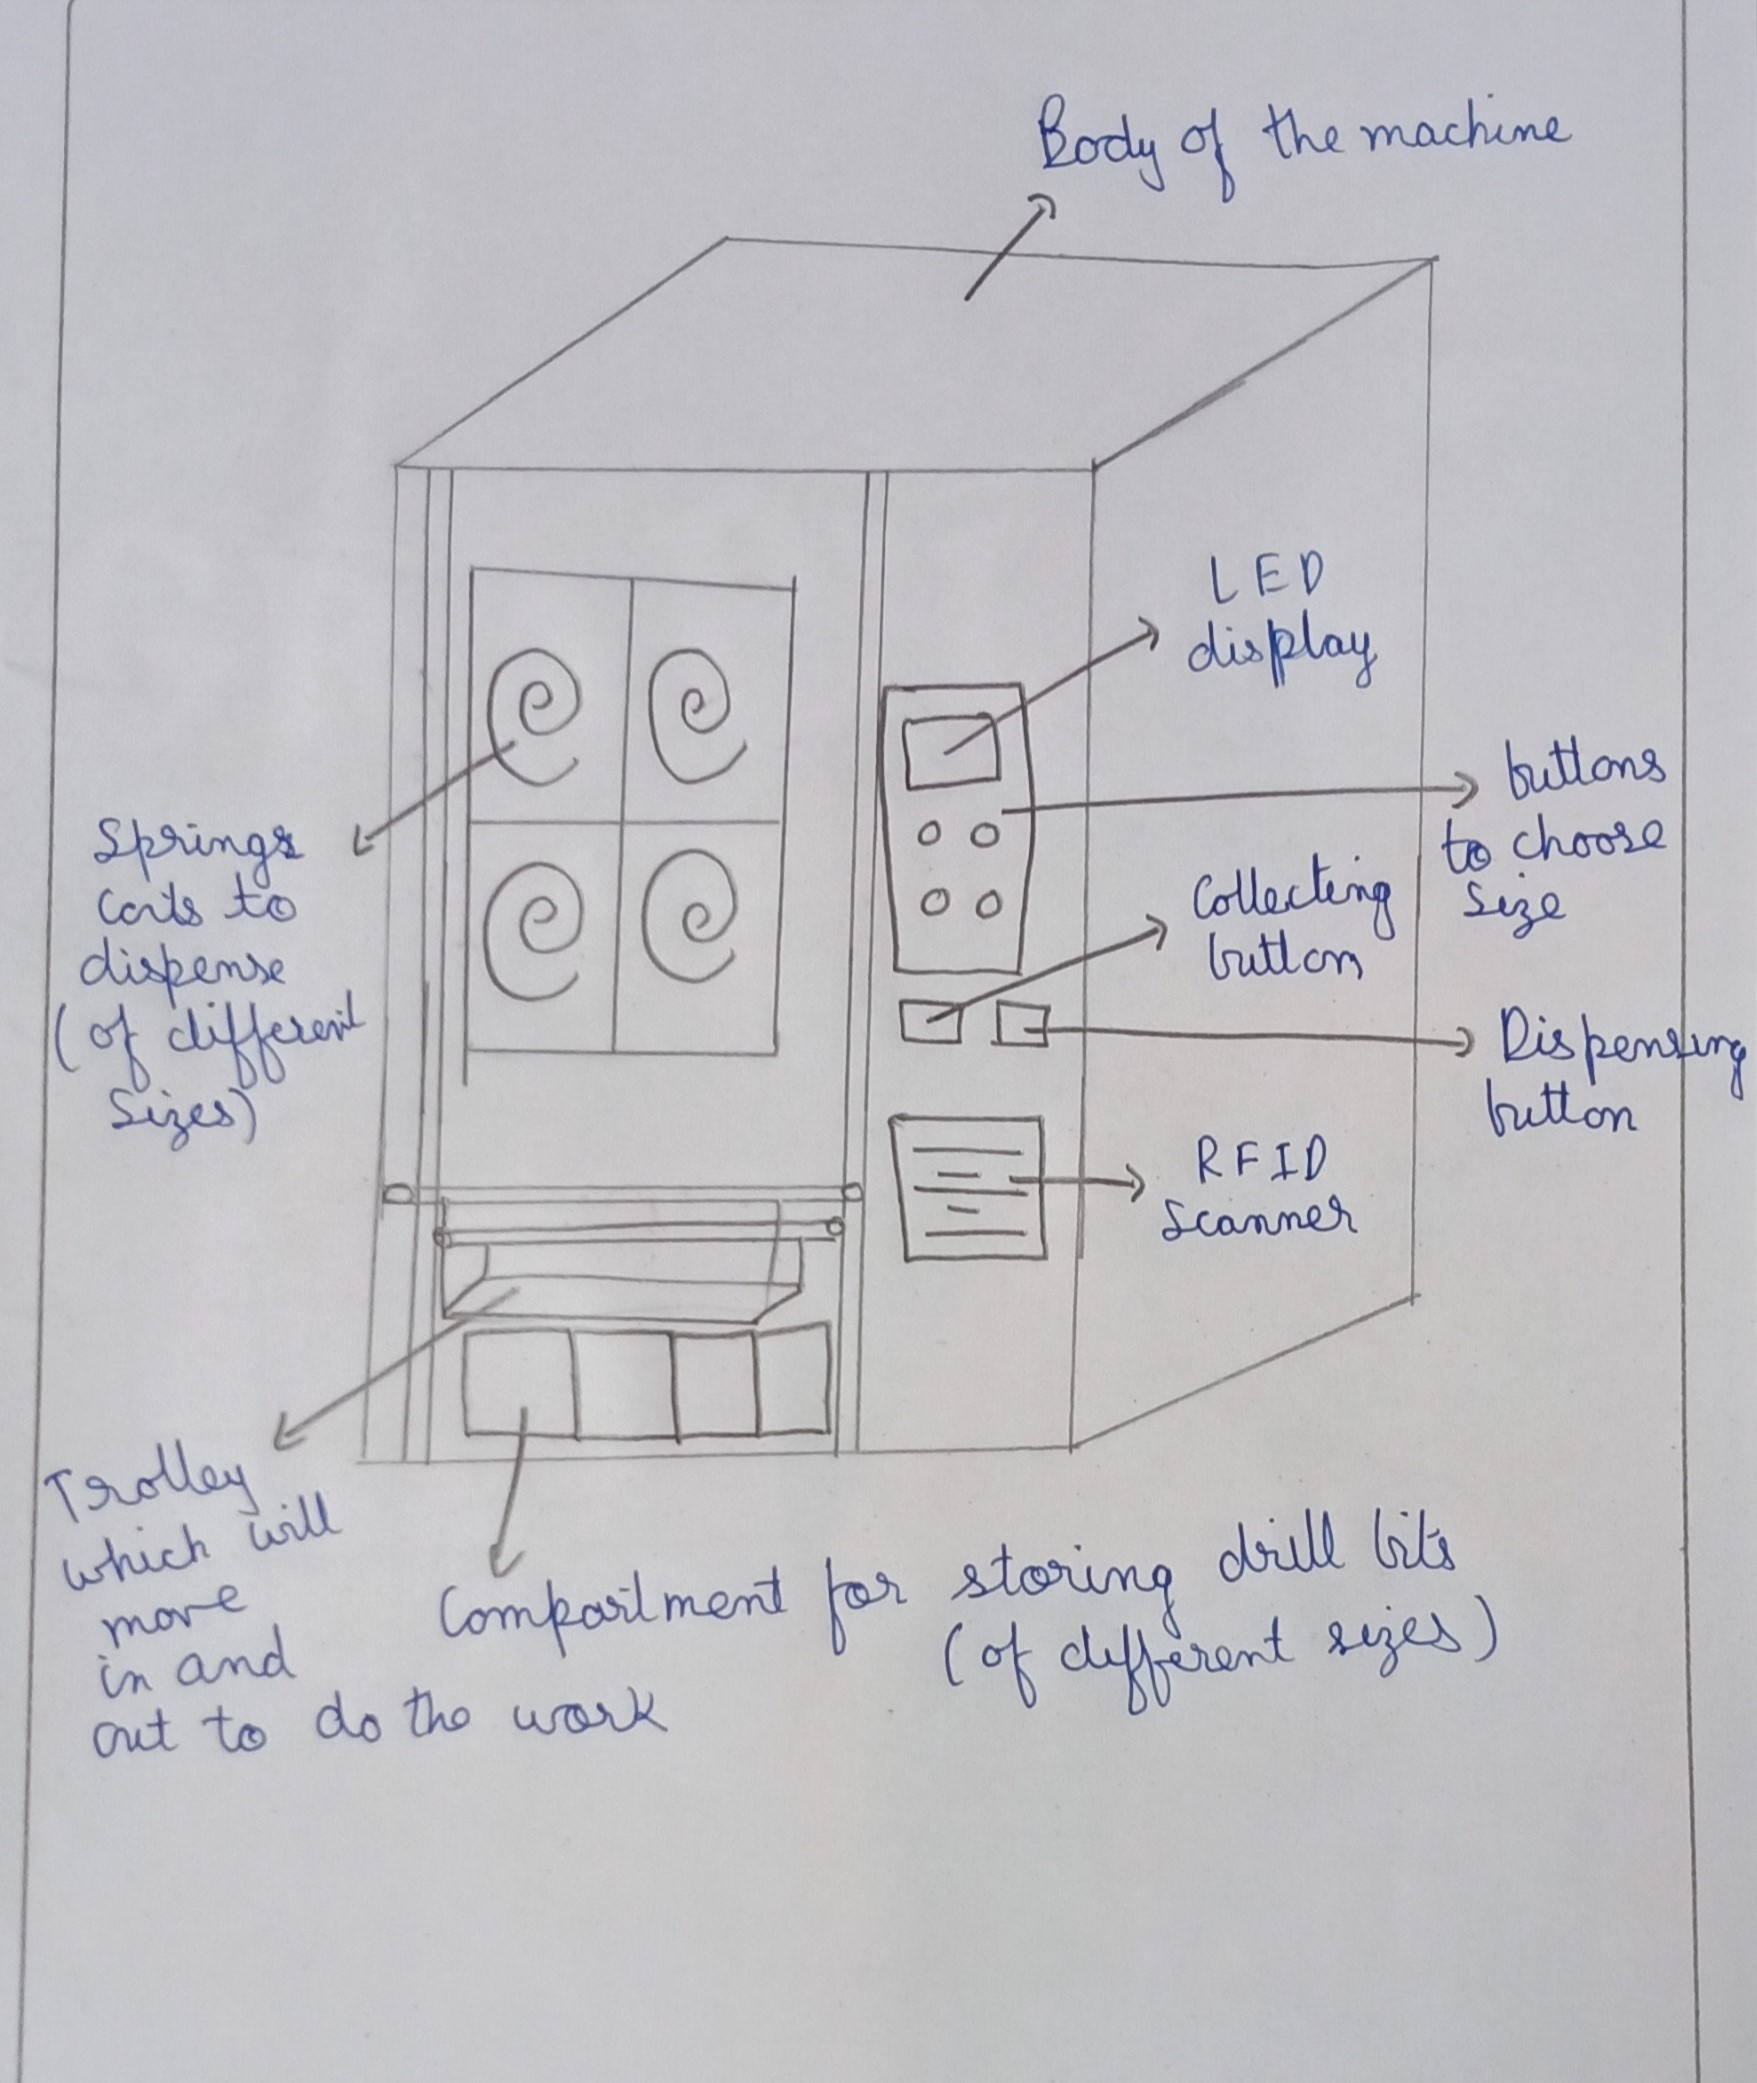 Body of the machine
LED
display
buttons
to choose
size
Springs
coils to
dispense
(of different
sizes)
Collecting
button
Dispensing
button
RFID
scanner
Trolley
which will
move
in and
out to do the work
Compartment for storing drill bits
(of different sizes)